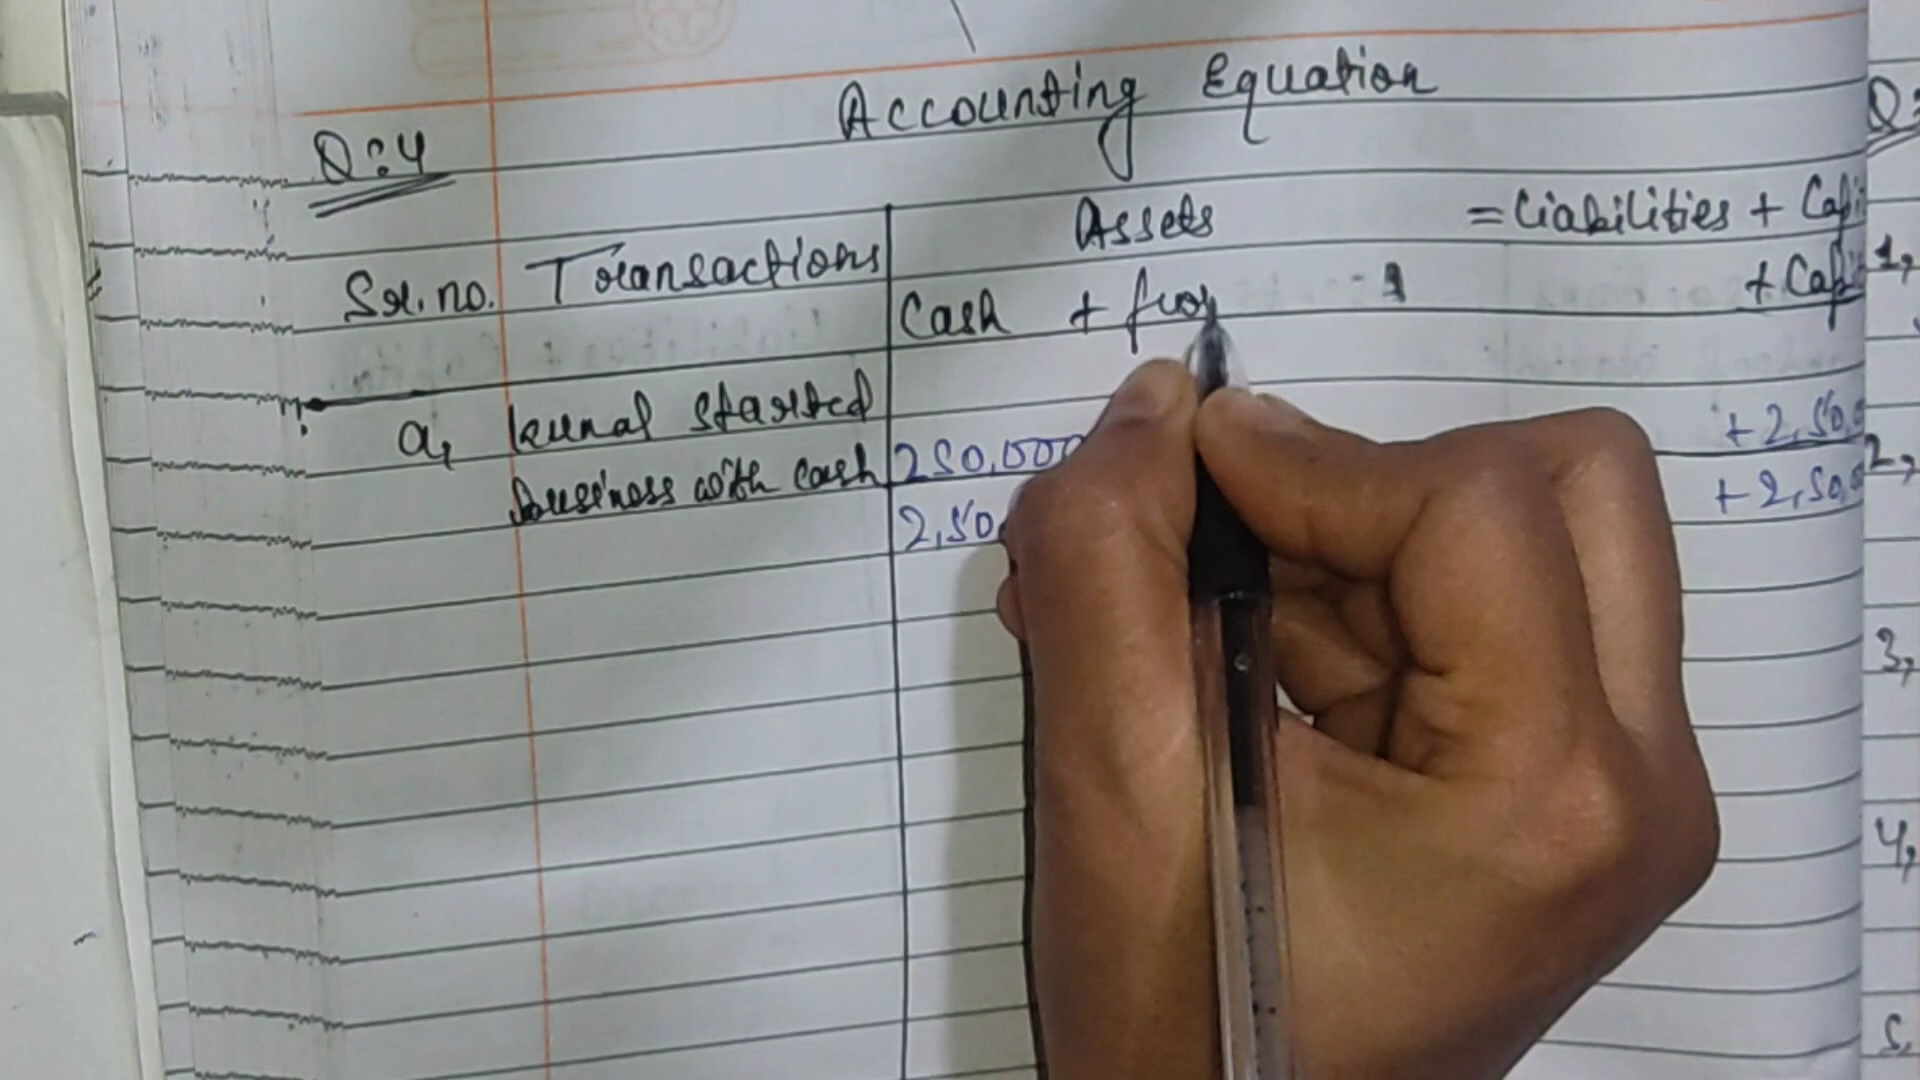 Accounting Equation
Q:4
Assets = Liabilities + Capi
Sr.no. Transactions
Cash + fur + Capi
a, kunal started + 2,50,0
business with cash 250,000 + 2,50,0
2,50
1,
2,
3,
4,
5,